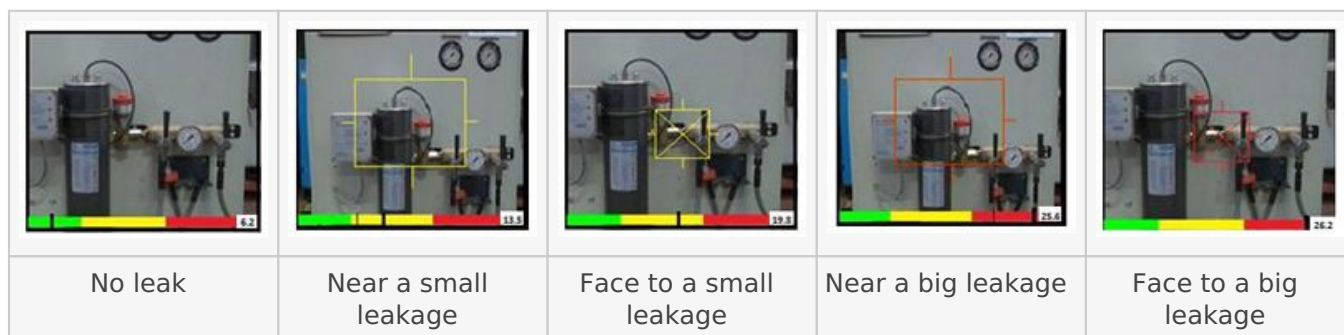 6.2
13.5
19.3
25.6
26.2
No leak
Near a small
leakage
Face to a small
leakage
Near a big leakage
Face to a big
leakage